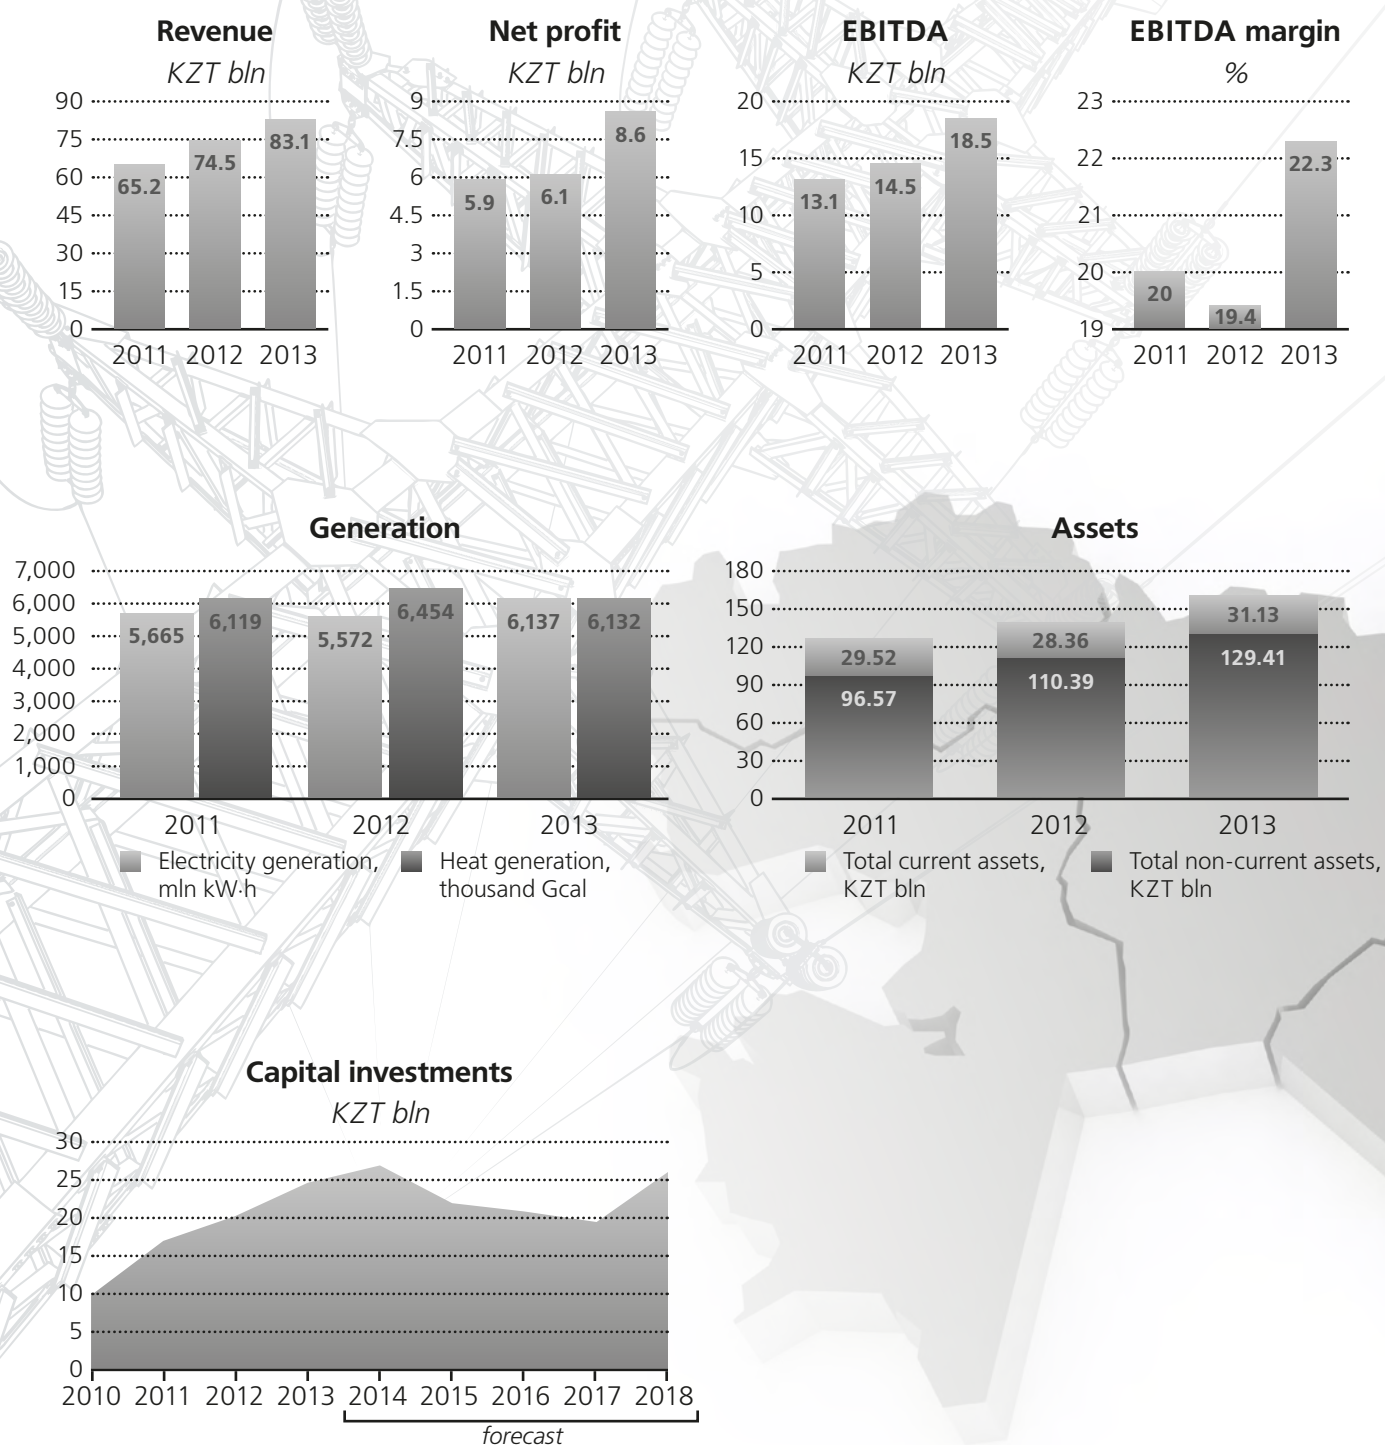 Revenue
KZT bln
90
75
60
45
30
15
0
65.2
74.5
83.1
2011 2012 2013
Net profit
KZT bln
9
7.5
6
4.5
3
1.5
0
5.9
6.1
8.6
2011 2012 2013
EBITDA
KZT bln
20
15
10
5
0
13.1
14.5
18.5
2011 2012 2013
EBITDA margin
%
23
22
21
20
19
20
19.4
22.3
2011 2012 2013
Generation
7,000
6,000
5,000
4,000
3,000
2,000
1,000
0
5,665
6,119
5,572
6,454
6,137
6,132
2011 2012 2013
Electricity generation,
mln kW·h
Heat generation,
thousand Gcal
Assets
180
150
120
90
60
30
0
29.52
96.57
28.36
110.39
31.13
129.41
2011 2012 2013
Total current assets,
KZT bln
Total non-current assets,
KZT bln
Capital investments
KZT bln
30
25
20
15
10
5
0
2010 2011 2012 2013 2014 2015 2016 2017 2018
forecast